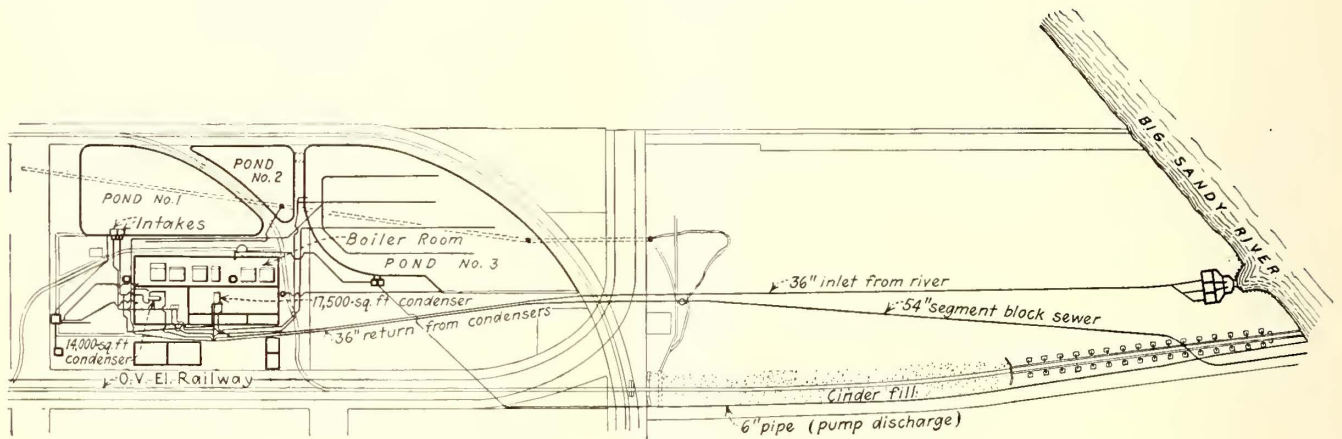 BIG SANDY RIVER
POND
No. 2
POND No. 1
Intakes
Boiler Room
POND No. 3
17,500-sq. ft condenser
36" inlet from river
54" segment block sewer
36" return from condensers
14,000-sq. ft
condenser
O. V. El. Railway
Cinder fill
6" pipe (pump discharge)